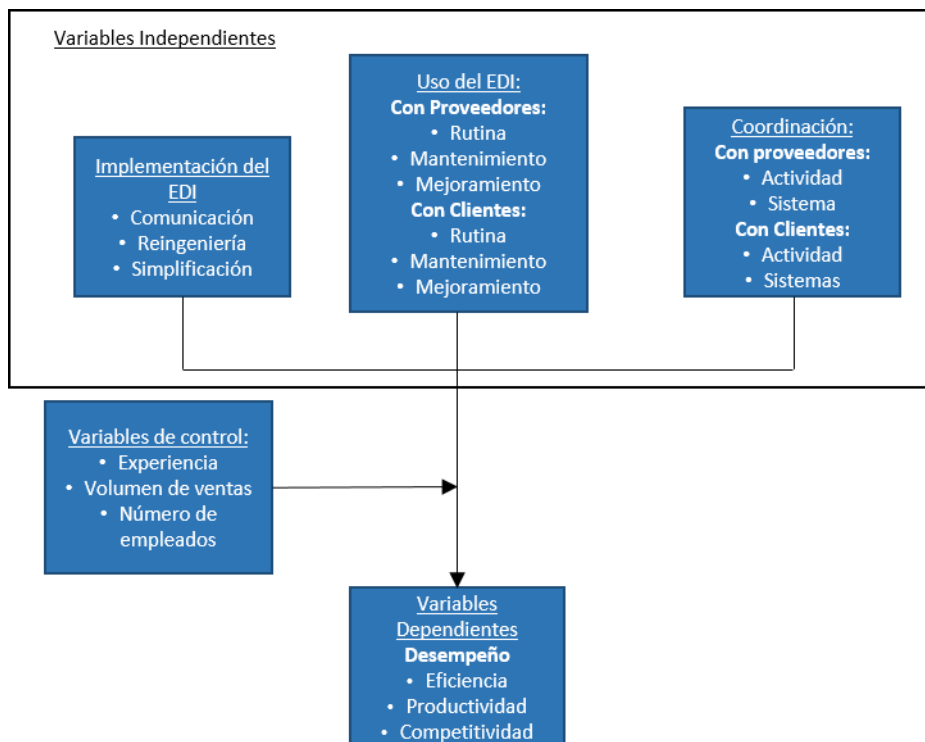 Variables Independientes
Implementación del
EDI
• Comunicación
• Reingeniería
• Simplificación
Uso del EDI:
Con Proveedores:
• Rutina
• Mantenimiento
• Mejoramiento
Con Clientes:
• Rutina
• Mantenimiento
• Mejoramiento
Coordinación:
Con proveedores:
• Actividad
• Sistema
Con Clientes:
• Actividad
• Sistemas
Variables de control:
• Experiencia
• Volumen de ventas
• Número de
empleados
Variables
Dependientes
Desempeño
• Eficiencia
• Productividad
• Competitividad